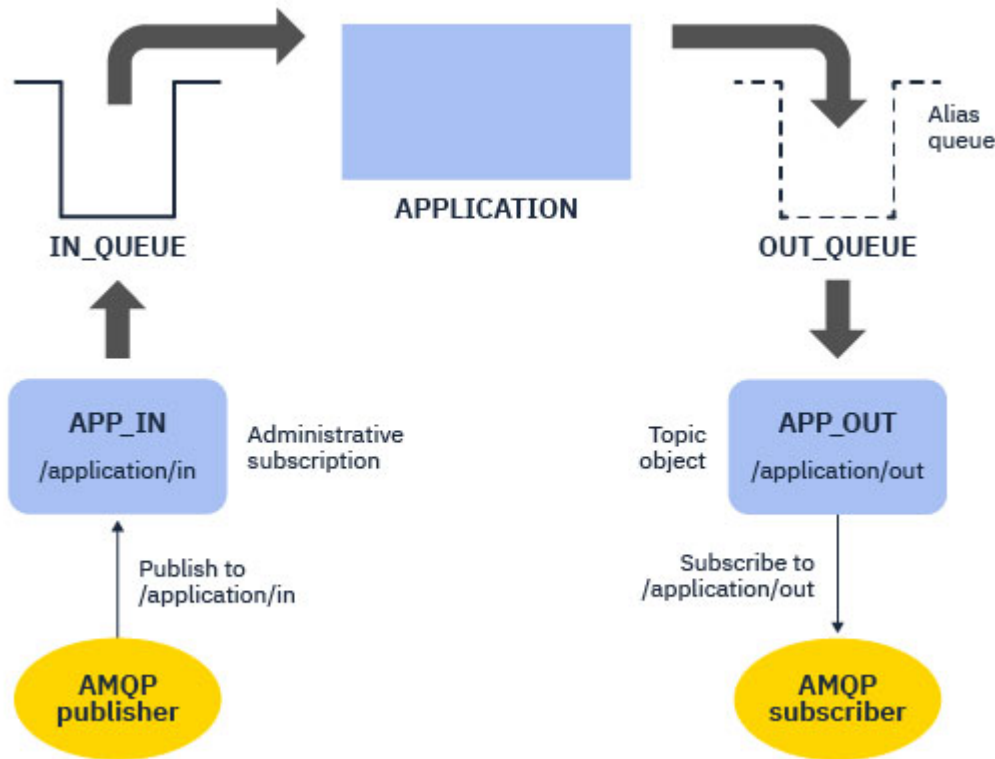 APPLICATION
Alias
queue
IN_QUEUE
OUT_QUEUE
APP_IN
/application/in
Administrative
subscription
Topic
object
APP_OUT
/application/out
Publish to
/application/in
Subscribe to
/application/out
AMQP
publisher
AMQP
subscriber